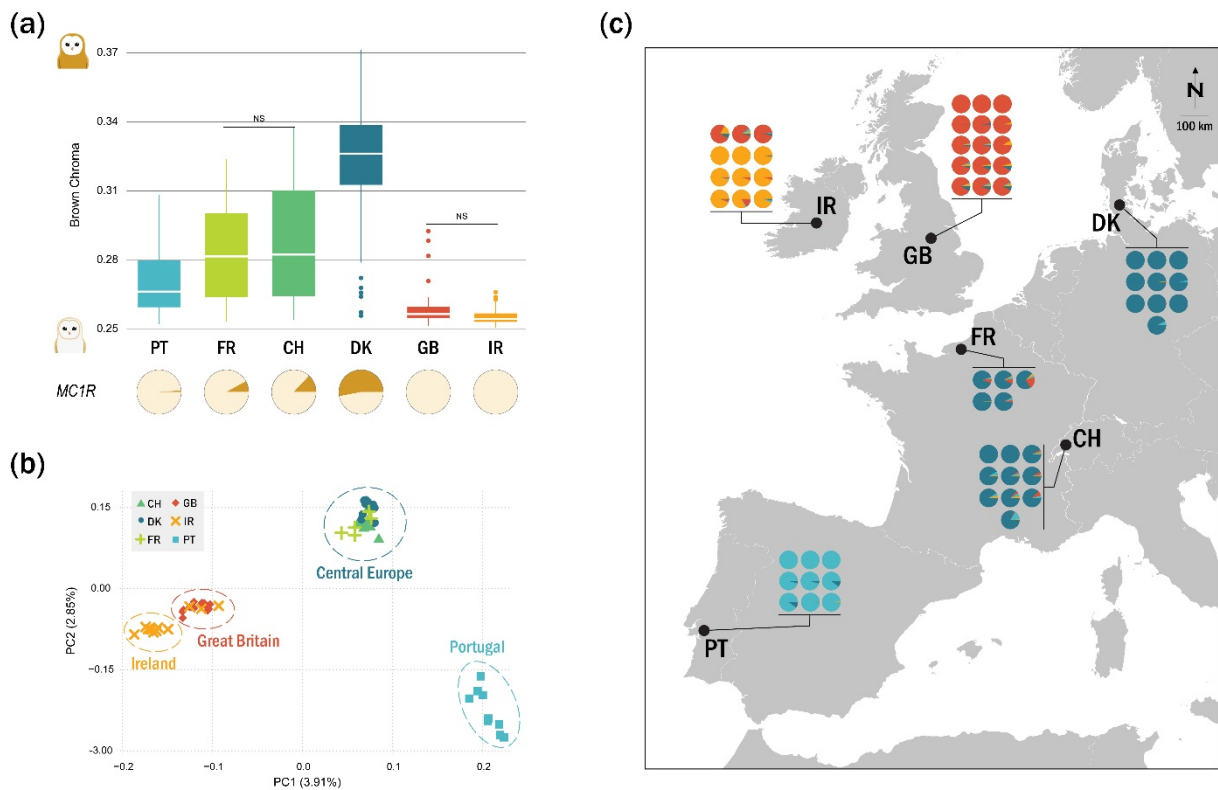 (a)
0.37
0.34
0.31
0.28
0.25
Brown Chroma
NS
NS
PT FR CH DK GB IR
MC1R
(b)
CH GB
DK IR
FR PT
0.15
0.00
−0.15
−3.00
PC2 (2.85%)
Central Europe
Great Britain
Ireland
Portugal
−0.2 −0.1 0.0 0.1 0.2
PC1 (3.91%)
(c)
N
100 km
IR
GB
DK
FR
CH
PT